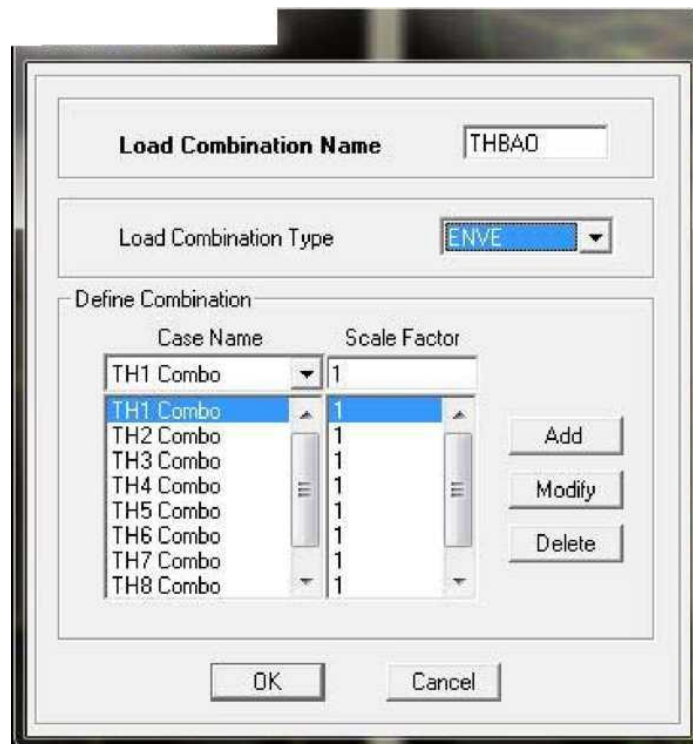 Load Combination Name THBAO
Load Combination Type ENVE
Define Combination
Case Name Scale Factor
TH1 Combo 1
TH1 Combo 1
TH2 Combo 1
TH3 Combo 1
TH4 Combo 1
TH5 Combo 1
TH6 Combo 1
TH7 Combo 1
TH8 Combo 1
Add
Modify
Delete
OK Cancel